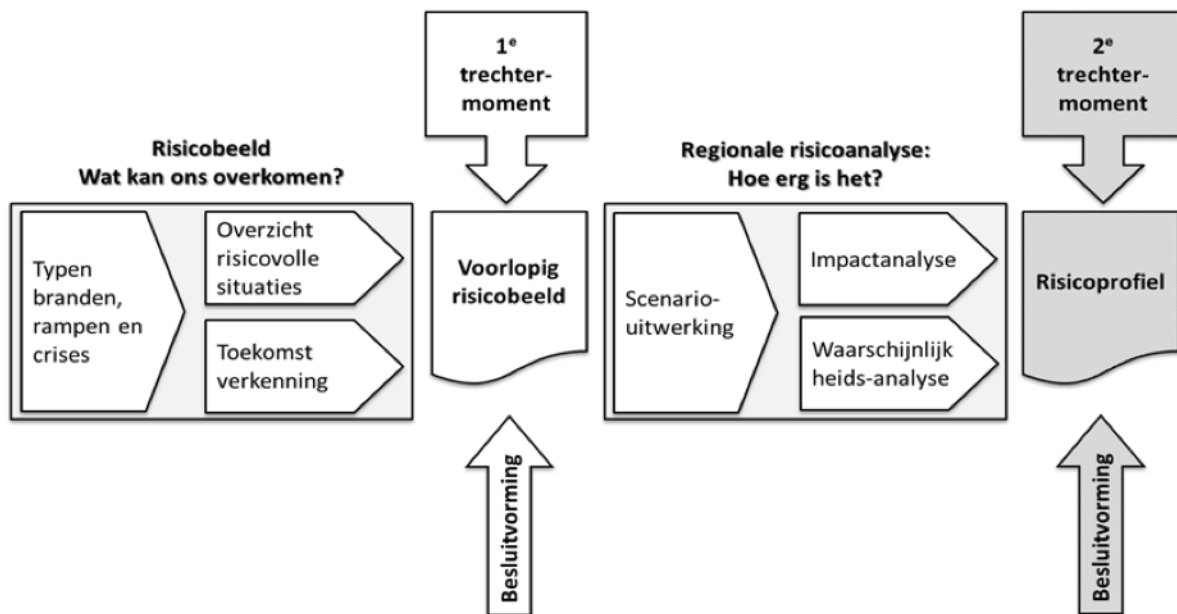 1e
trechter-
moment
2e
trechter-
moment
Risicobeeld
Wat kan ons overkomen?
Regionale risicoanalyse:
Hoe erg is het?
Typen
branden,
rampen en
crises
Overzicht
risicovolle
situaties
Toekomst
verkenning
Voorlopig
risicobeeld
Scenario-
uitwerking
Impactanalyse
Waarschijnlijk
heids-analyse
Risicoprofiel
Besluitvorming
Besluitvorming